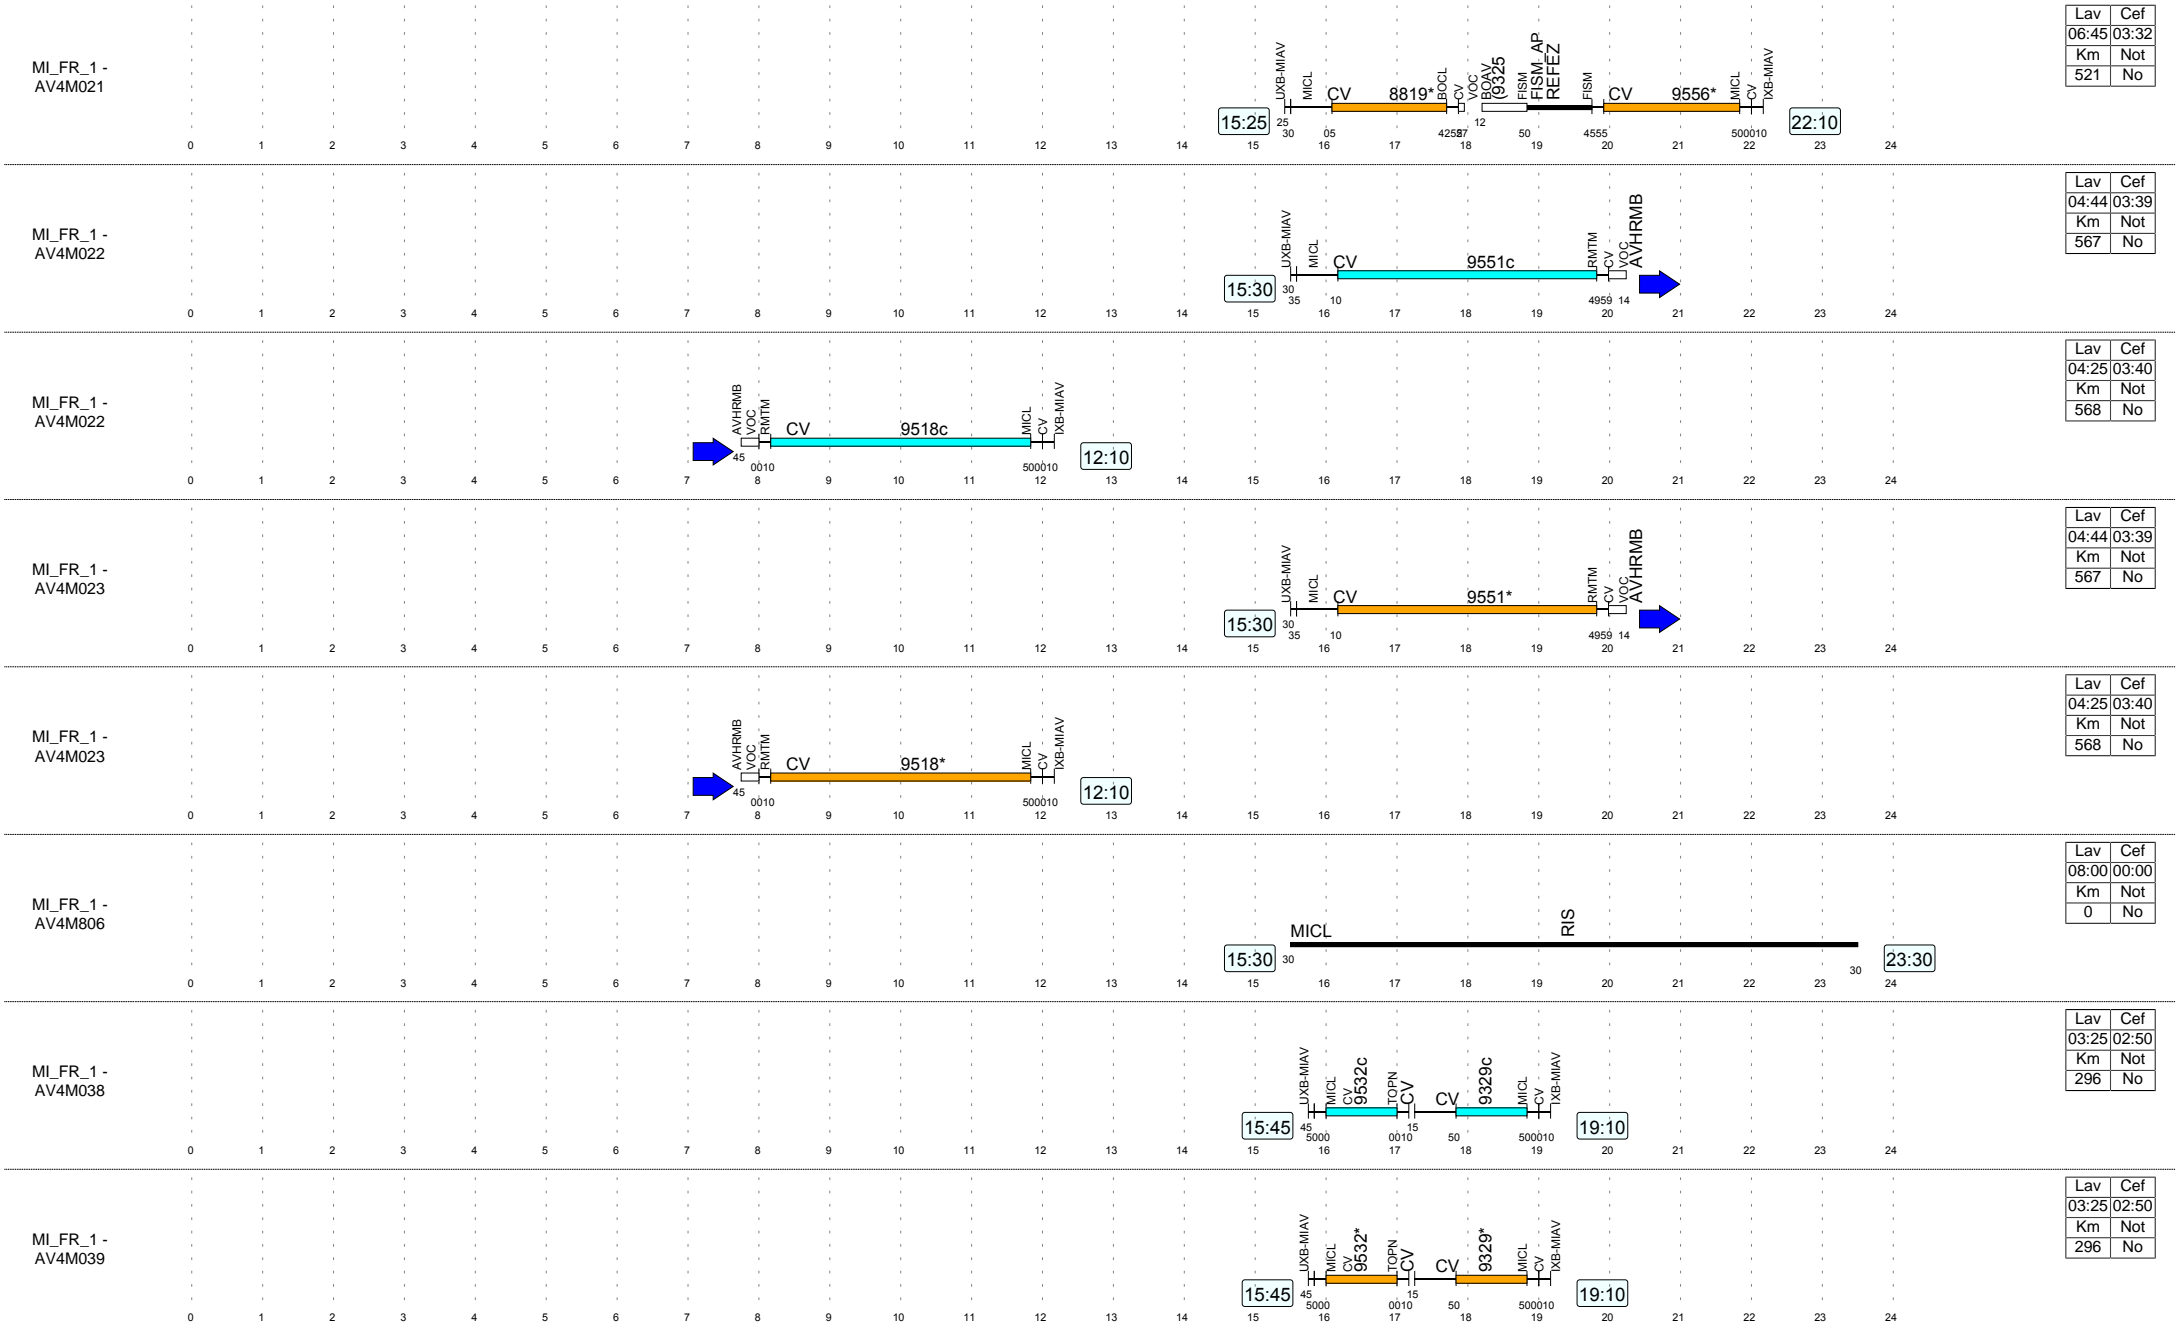 Lav Cef
06:45 03:32
Km Not
521 No
MI_FR_1 -
AV4M021
UXB-MIAV MICL CV 8819* BOCL CV VOC BOAV (9325 FISM FISM_AP REFEZ FISM CV 9556* MICL CV IXB-MIAV
15:25 25 30 05 42 12 50 4555 500010 22:10
0 1 2 3 4 5 6 7 8 9 10 11 12 13 14 15 16 17 18 19 20 21 22 23 24
Lav Cef
04:44 03:39
Km Not
567 No
MI_FR_1 -
AV4M022
UXB-MIAV MICL CV 9551c RMTM CV VOC AVHRMB
15:30 30 35 10 4959 14
0 1 2 3 4 5 6 7 8 9 10 11 12 13 14 15 16 17 18 19 20 21 22 23 24
Lav Cef
04:25 03:40
Km Not
568 No
MI_FR_1 -
AV4M022
AVHRMB VOC RMTM CV 9518c MICL CV IXB-MIAV
45 0010 500010 12:10
0 1 2 3 4 5 6 7 8 9 10 11 12 13 14 15 16 17 18 19 20 21 22 23 24
Lav Cef
04:44 03:39
Km Not
567 No
MI_FR_1 -
AV4M023
UXB-MIAV MICL CV 9551* RMTM CV VOC AVHRMB
15:30 30 35 10 4959 14
0 1 2 3 4 5 6 7 8 9 10 11 12 13 14 15 16 17 18 19 20 21 22 23 24
Lav Cef
04:25 03:40
Km Not
568 No
MI_FR_1 -
AV4M023
AVHRMB VOC RMTM CV 9518* MICL CV IXB-MIAV
45 0010 500010 12:10
0 1 2 3 4 5 6 7 8 9 10 11 12 13 14 15 16 17 18 19 20 21 22 23 24
Lav Cef
08:00 00:00
Km Not
0 No
MI_FR_1 -
AV4M806
MICL RIS
15:30 30 30 23:30
0 1 2 3 4 5 6 7 8 9 10 11 12 13 14 15 16 17 18 19 20 21 22 23 24
Lav Cef
03:25 02:50
Km Not
296 No
MI_FR_1 -
AV4M038
UXB-MIAV MICL CV 9532c TOPN CV CV 9329c MICL CV IXB-MIAV
15:45 45 5000 0010 15 50 500010 19:10
0 1 2 3 4 5 6 7 8 9 10 11 12 13 14 15 16 17 18 19 20 21 22 23 24
Lav Cef
03:25 02:50
Km Not
296 No
MI_FR_1 -
AV4M039
UXB-MIAV MICL CV 9532* TOPN CV CV 9329* MICL CV IXB-MIAV
15:45 45 5000 0010 15 50 500010 19:10
0 1 2 3 4 5 6 7 8 9 10 11 12 13 14 15 16 17 18 19 20 21 22 23 24